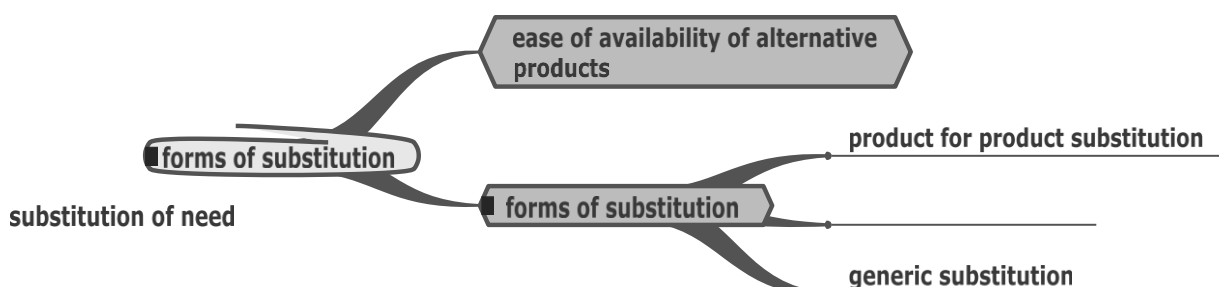 ease of availability of alternative
products
product for product substitution
forms of substitution
forms of substitution
substitution of need
generic substitution